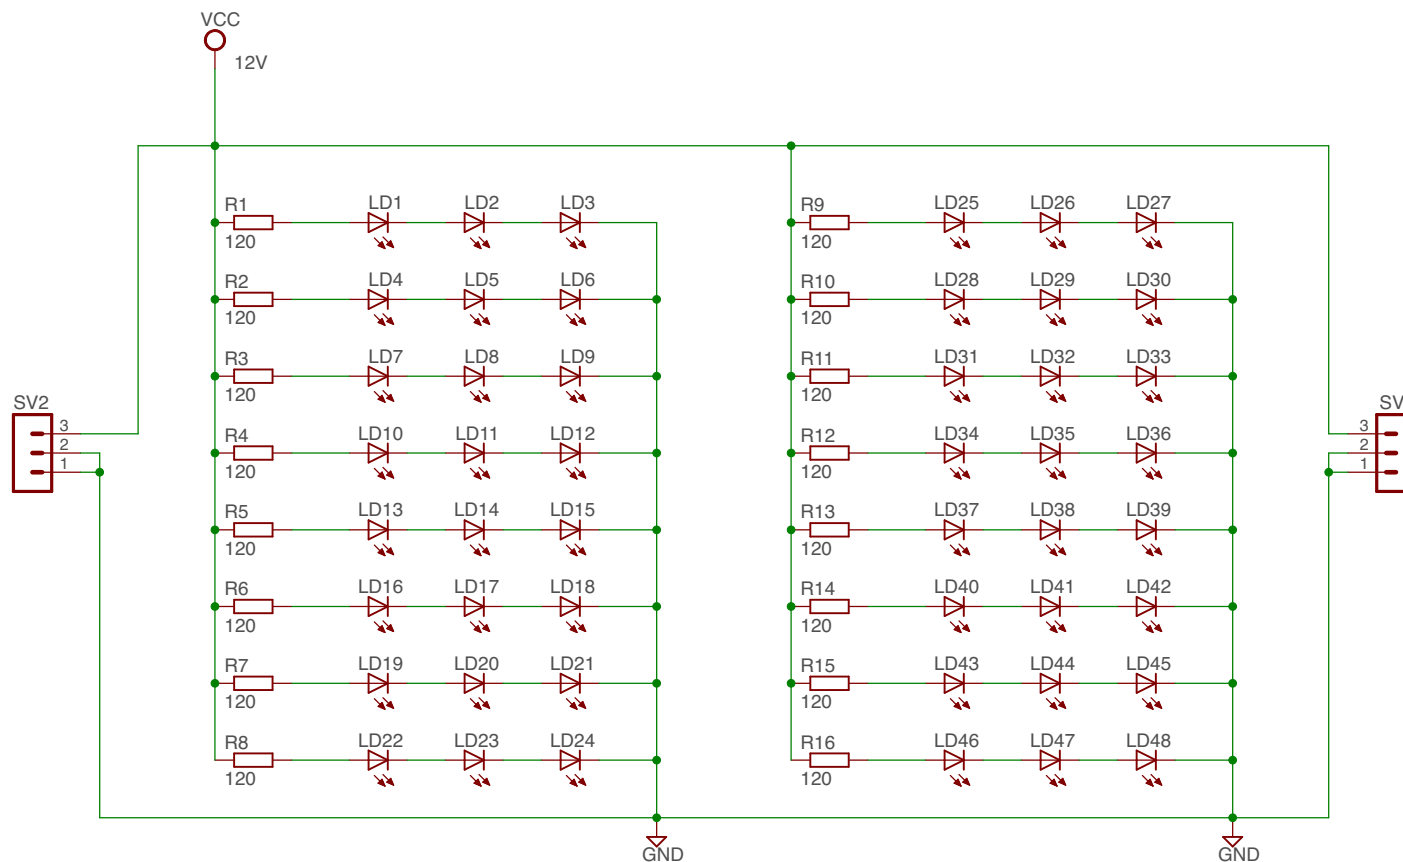 VCC
12V
R1 LD1 LD2 LD3
120
R9 LD25 LD26 LD27
120
R2 LD4 LD5 LD6
120
R10 LD28 LD29 LD30
120
R3 LD7 LD8 LD9
120
R11 LD31 LD32 LD33
120
SV2
3
2
1
R4 LD10 LD11 LD12
120
R12 LD34 LD35 LD36
120
SV
3
2
1
R5 LD13 LD14 LD15
120
R13 LD37 LD38 LD39
120
R6 LD16 LD17 LD18
120
R14 LD40 LD41 LD42
120
R7 LD19 LD20 LD21
120
R15 LD43 LD44 LD45
120
R8 LD22 LD23 LD24
120
R16 LD46 LD47 LD48
120
GND
GND